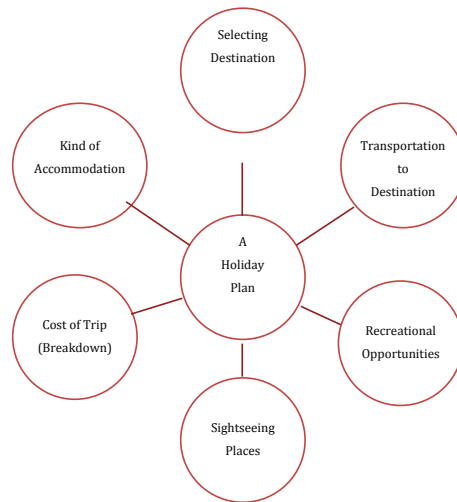 Selecting
Destination
Kind of
Accommodation
Transportation
to
Destination
A
Holiday
Plan
Cost of Trip
(Breakdown)
Recreational
Opportunities
Sightseeing
Places